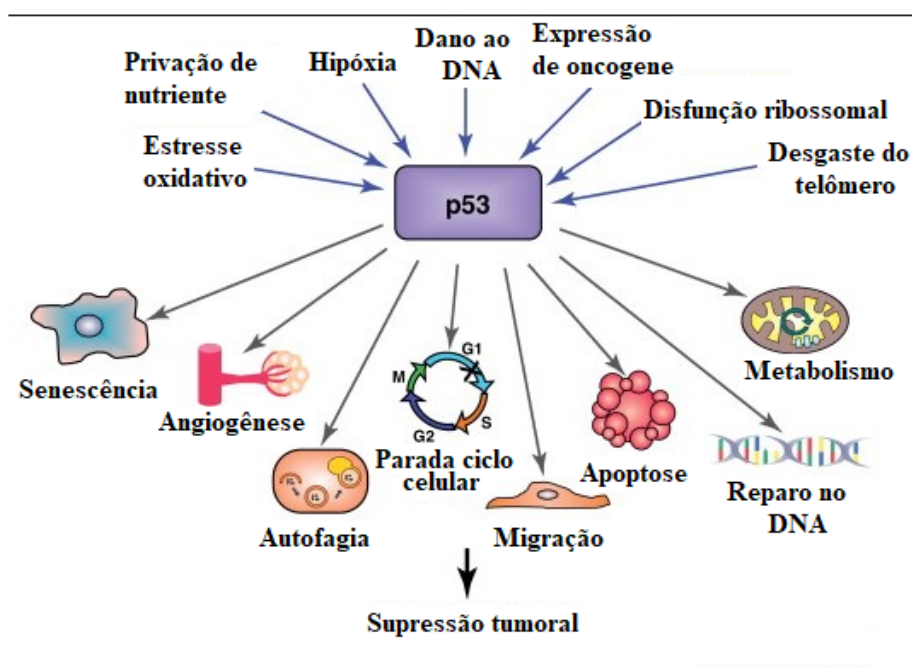 Privação de
nutriente
Hipóxia
Dano ao
DNA
Expressão
de oncogene
Disfunção ribossomal
Estresse
oxidativo
Desgaste do
telômero
p53
Senescência
Angiogênese
Autofagia
G1
M
S
G2
Parada ciclo
celular
Migração
Apoptose
Reparo no
DNA
Metabolismo
Supressão tumoral